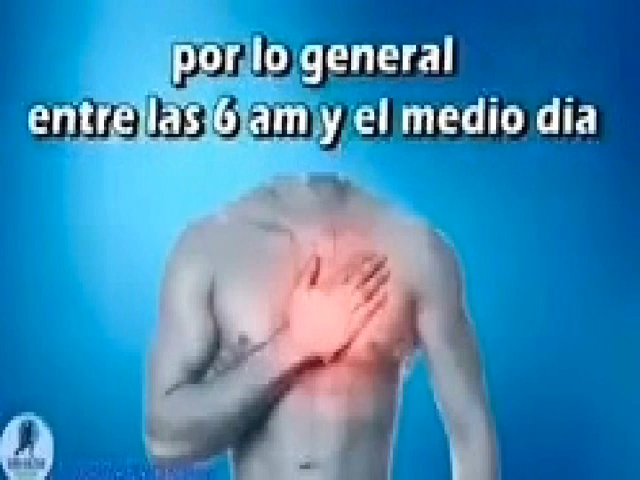 por lo general
entre las 6 am y el medio dia